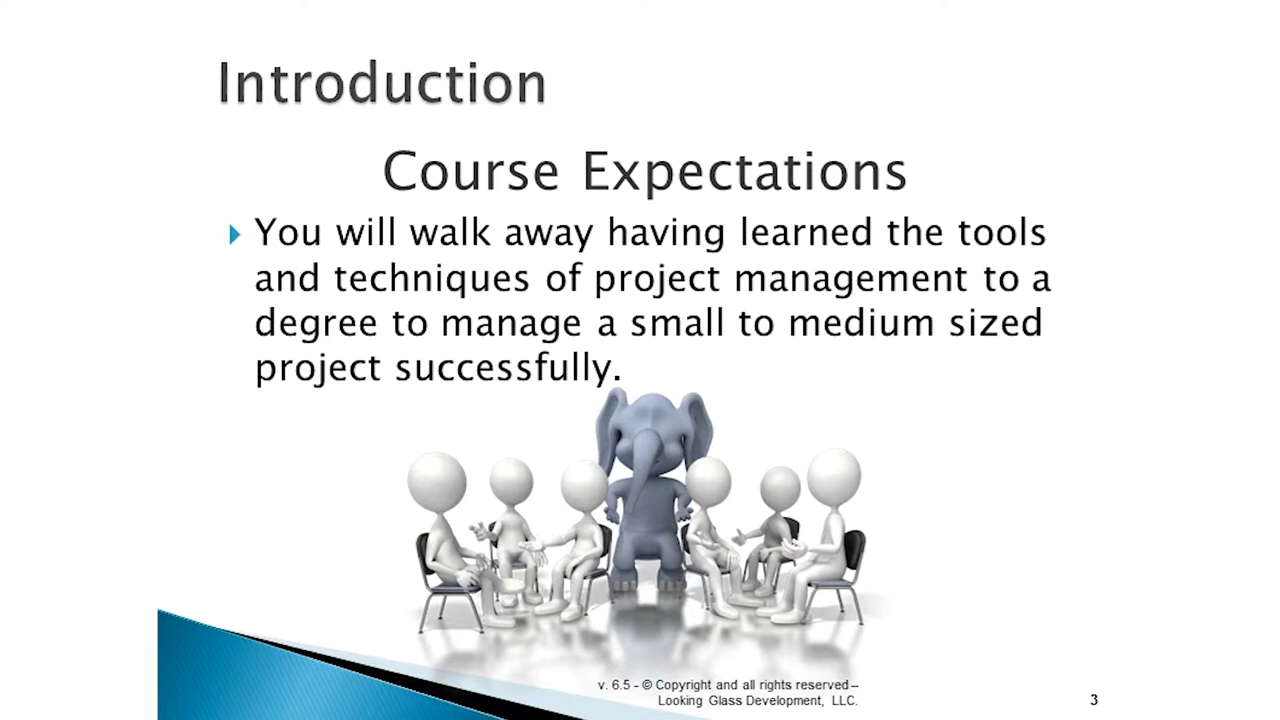 Introduction
Course Expectations
You will walk away having learned the tools
and techniques of project management to a
degree to manage a small to medium sized
project successfully.
v. 6.5 - © Copyright and all rights reserved –
Looking Glass Development, LLC.
3